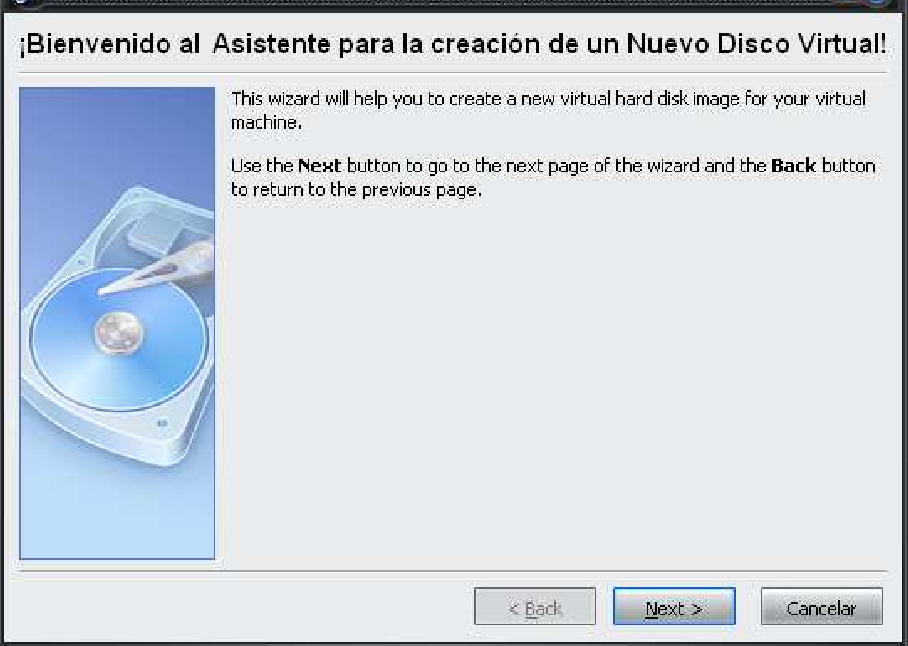 ¡Bienvenido al Asistente para la creación de un Nuevo Disco Virtual!
This wizard will help you to create a new virtual hard disk image for your virtual
machine.
Use the Next button to go to the next page of the wizard and the Back button
to return to the previous page.
< Back
Next >
Cancelar